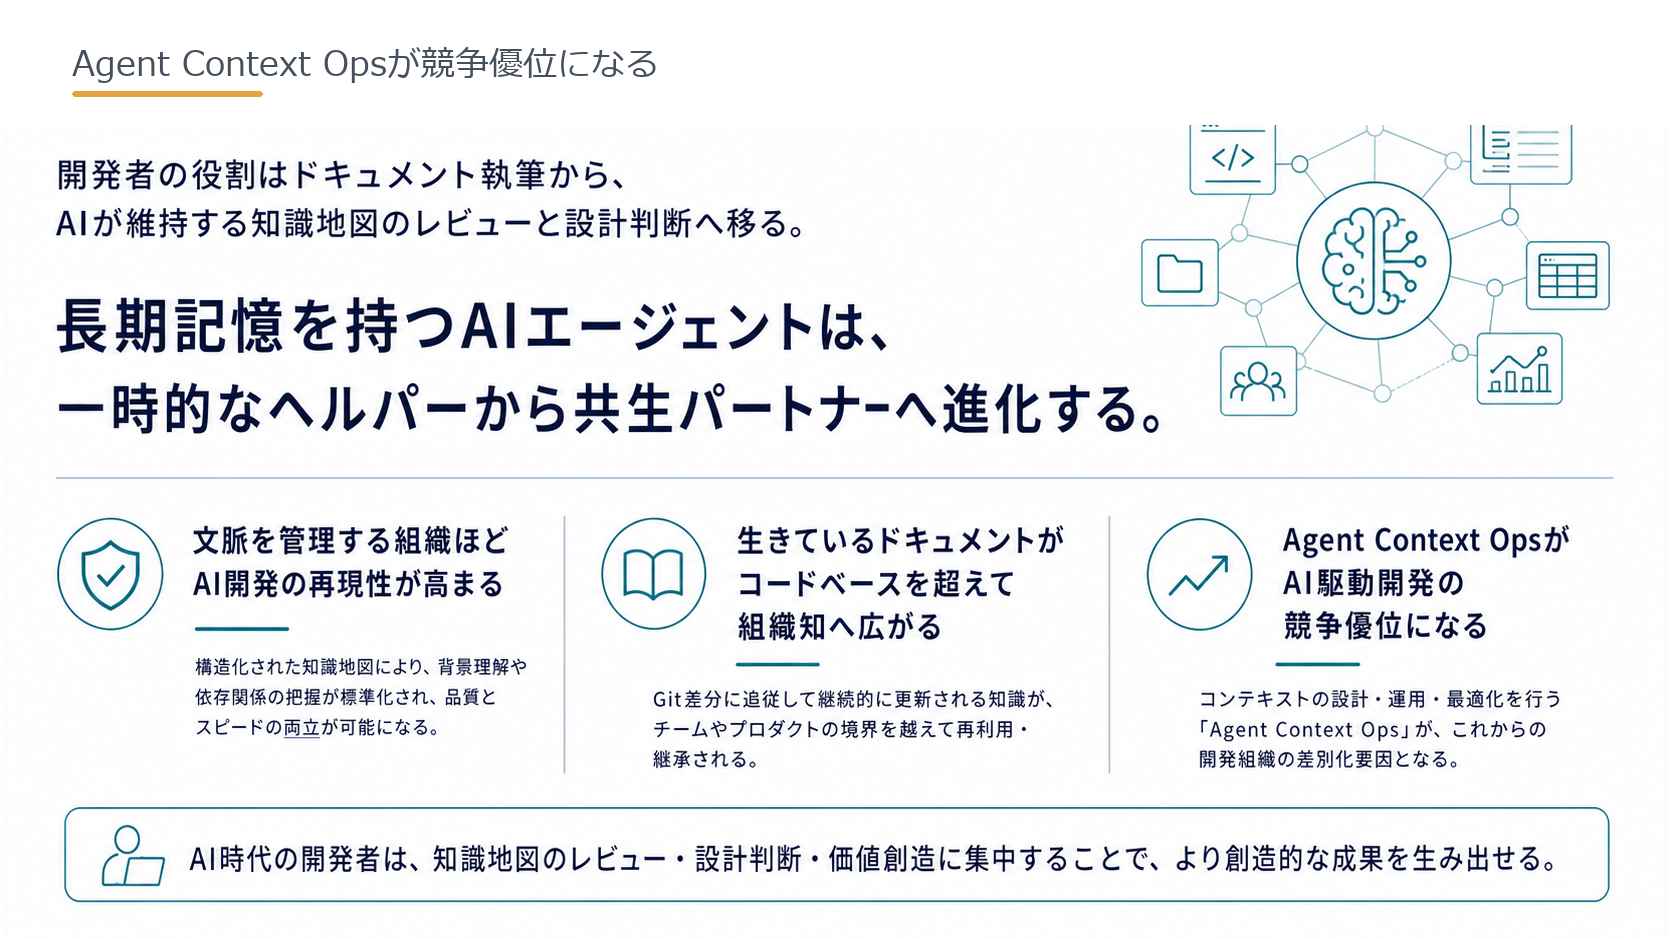 Agent Context Opsが競争優位になる
開発者の役割はドキュメント執筆から、
AIが維持する知識地図のレビューと設計判断へ移る。
長期記憶を持つAIエージェントは、
一時的なヘルパーから共生パートナーへ進化する。
</>
文脈を管理する組織ほど
AI開発の再現性が高まる
構造化された知識地図により、背景理解や
依存関係の把握が標準化され、品質と
スピードの両立が可能になる。
生きているドキュメントが
コードベースを超えて
組織知へ広がる
Git差分に追従して継続的に更新される知識が、
チームやプロダクトの境界を越えて再利用・
継承される。
Agent Context Opsが
AI駆動開発の
競争優位になる
コンテキストの設計・運用・最適化を行う
「Agent Context Ops」が、これからの
開発組織の差別化要因となる。
AI時代の開発者は、知識地図のレビュー・設計判断・価値創造に集中することで、より創造的な成果を生み出せる。